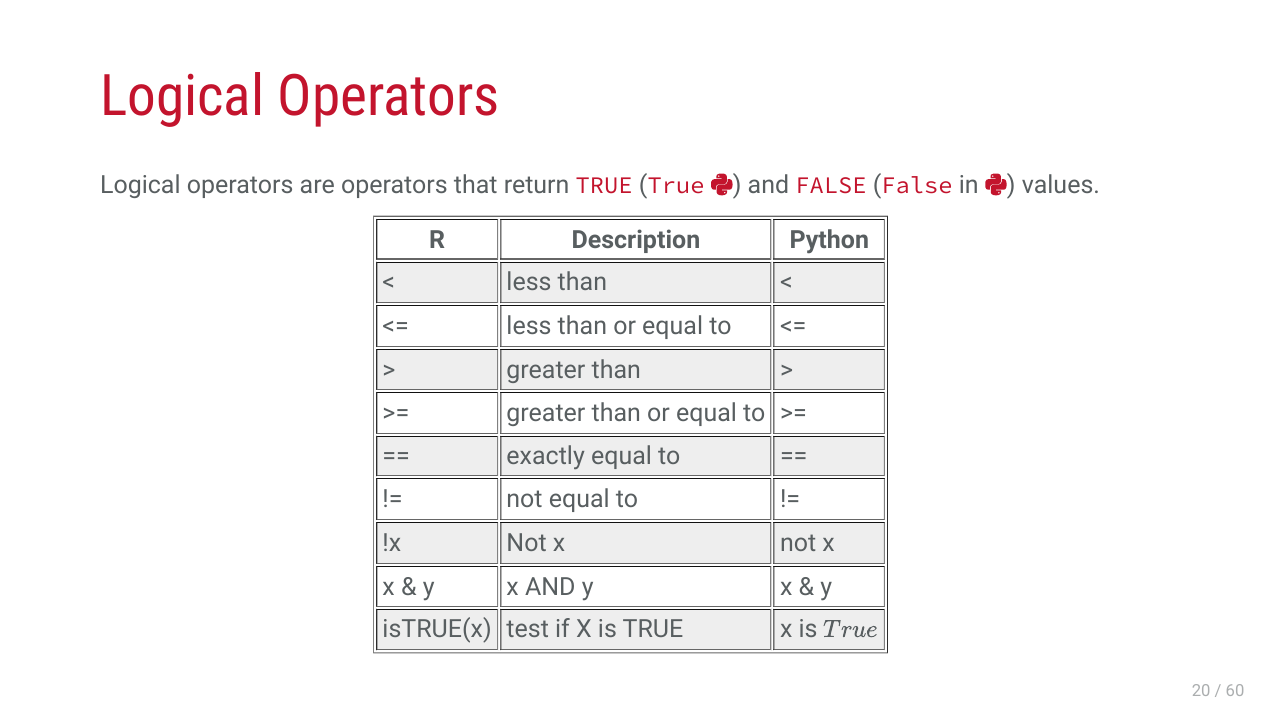 Logical Operators
Logical operators are operators that return TRUE (True ) and FALSE (False in ) values.
R Description Python
< less than <
<= less than or equal to <=
> greater than >
>= greater than or equal to >=
== exactly equal to ==
!= not equal to !=
!x Not x not x
x & y x AND y x & y
isTRUE(x) test if X is TRUE x is True
20 / 60